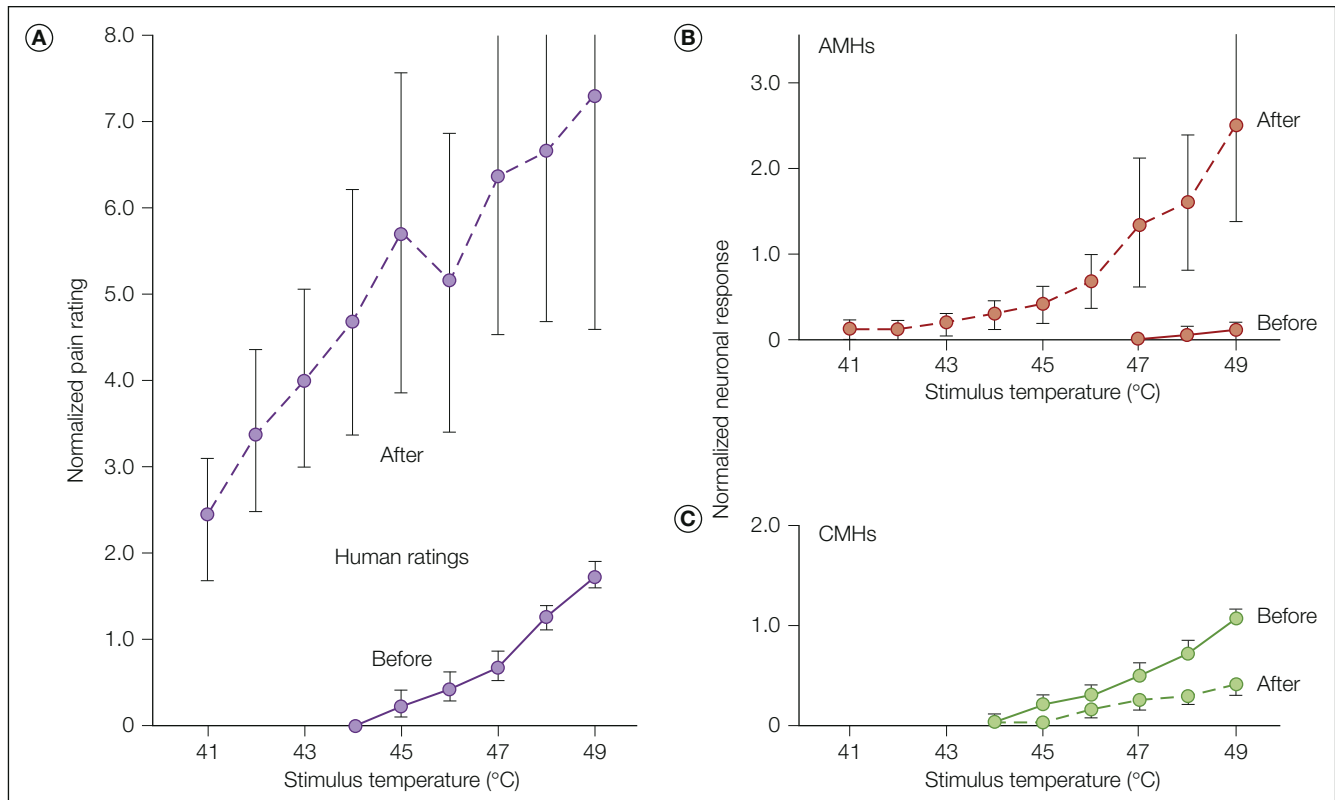 A
8.0
7.0
6.0
5.0
4.0
3.0
2.0
1.0
0
Normalized pain rating
After
Human ratings
Before
41 43 45 47 49
Stimulus temperature (°C)
B
AMHs
3.0
2.0
1.0
0
After
Before
41 43 45 47 49
Stimulus temperature (°C)
Normalized neuronal response
C
CMHs
2.0
1.0
0
Before
After
41 43 45 47 49
Stimulus temperature (°C)